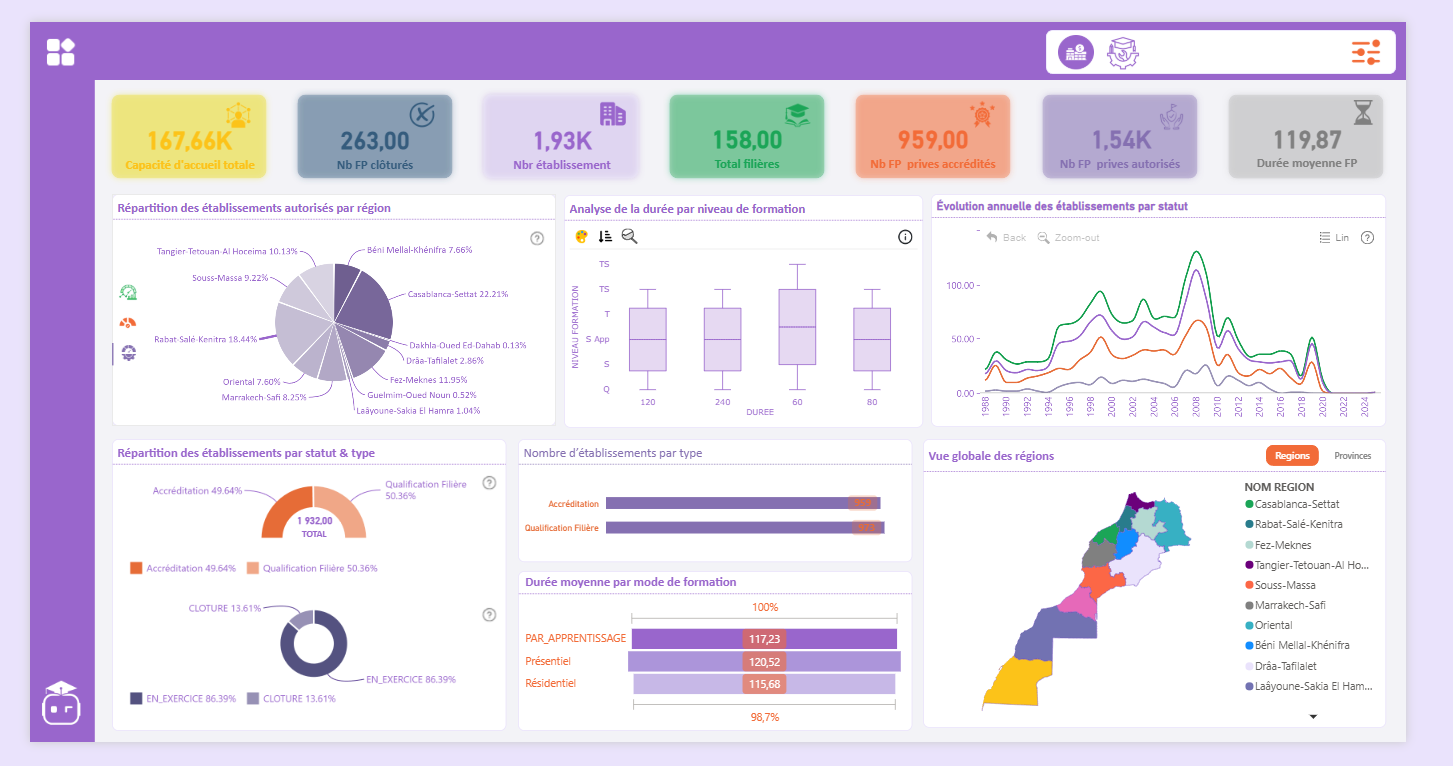 167,66K
Capacité d'accueil totale
263,00
Nb FP clôturés
1,93K
Nbr établissement
158,00
Total filières
959,00
Nb FP prives accrédités
1,54K
Nb FP prives autorisés
119,87
Durée moyenne FP
Répartition des établissements autorisés par région
Tangier-Tetouan-Al Hoceima 10.13%
Béni Mellal-Khénifra 7.66%
Souss-Massa 9.22%
Casablanca-Settat 22.21%
Rabat-Salé-Kenitra 18.44%
Dakhla-Oued Ed-Dahab 0.13%
Drâa-Tafilalet 2.86%
Oriental 7.60%
Fez-Meknes 11.95%
Marrakech-Safi 8.25%
Guelmim-Oued Noun 0.52%
Laâyoune-Sakia El Hamra 1.04%
Analyse de la durée par niveau de formation
NIVEAU FORMATION
TS
TS
T
S App
S
Q
120
240
60
80
DUREE
Évolution annuelle des établissements par statut
Back
Zoom-out
Lin
100.00
50.00
0.00
1988
1990
1992
1994
1996
1998
2000
2002
2004
2006
2008
2010
2012
2014
2016
2018
2020
2022
2024
Répartition des établissements par statut & type
Accréditation 49.64%
Qualification Filière
50.36%
1 932,00
TOTAL
Accréditation 49.64%
Qualification Filière 50.36%
CLOTURE 13.61%
EN_EXERCICE 86.39%
EN_EXERCICE 86.39%
CLOTURE 13.61%
Nombre d'établissements par type
Accréditation
Qualification Filière
Durée moyenne par mode de formation
100%
PAR_APPRENTISSAGE
117,23
Présentiel
120,52
Résidentiel
115,68
98,7%
Vue globale des régions
Regions
Provinces
NOM REGION
Casablanca-Settat
Rabat-Salé-Kenitra
Fez-Meknes
Tangier-Tetouan-Al Ho...
Souss-Massa
Marrakech-Safi
Oriental
Béni Mellal-Khénifra
Drâa-Tafilalet
Laâyoune-Sakia El Ham...